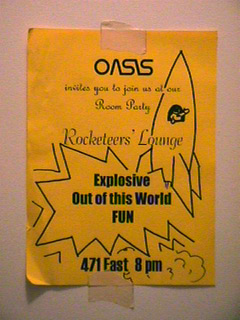 OASIS
invites you to join us at our
Room Party
Rocketeers' Lounge
Explosive
Out of this World
FUN
471 East 8 pm